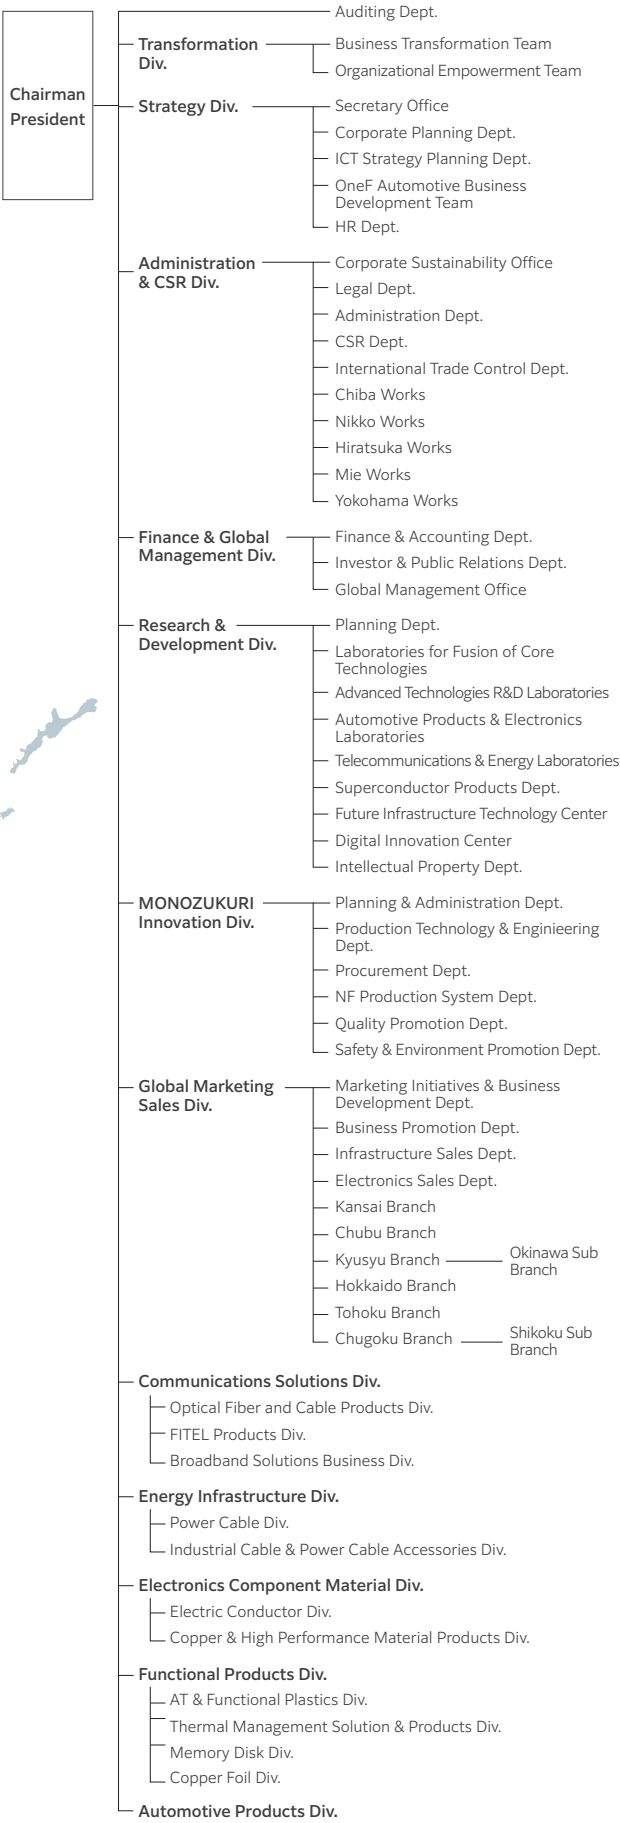 Auditing Dept.
Chairman
President
Transformation
Div.
Business Transformation Team
Organizational Empowerment Team
Strategy Div.
Secretary Office
Corporate Planning Dept.
ICT Strategy Planning Dept.
OneF Automotive Business
Development Team
HR Dept.
Administration
& CSR Div.
Corporate Sustainability Office
Legal Dept.
Administration Dept.
CSR Dept.
International Trade Control Dept.
Chiba Works
Nikko Works
Hiratsuka Works
Mie Works
Yokohama Works
Finance & Global
Management Div.
Finance & Accounting Dept.
Investor & Public Relations Dept.
Global Management Office
Research &
Development Div.
Planning Dept.
Laboratories for Fusion of Core
Technologies
Advanced Technologies R&D Laboratories
Automotive Products & Electronics
Laboratories
Telecommunications & Energy Laboratories
Superconductor Products Dept.
Future Infrastructure Technology Center
Digital Innovation Center
Intellectual Property Dept.
MONOZUKURI
Innovation Div.
Planning & Administration Dept.
Production Technology & Enginieering
Dept.
Procurement Dept.
NF Production System Dept.
Quality Promotion Dept.
Safety & Environment Promotion Dept.
Global Marketing
Sales Div.
Marketing Initiatives & Business
Development Dept.
Business Promotion Dept.
Infrastructure Sales Dept.
Electronics Sales Dept.
Kansai Branch
Chubu Branch
Kyusyu Branch
Okinawa Sub
Branch
Hokkaido Branch
Tohoku Branch
Chugoku Branch
Shikoku Sub
Branch
Communications Solutions Div.
Optical Fiber and Cable Products Div.
FITEL Products Div.
Broadband Solutions Business Div.
Energy Infrastructure Div.
Power Cable Div.
Industrial Cable & Power Cable Accessories Div.
Electronics Component Material Div.
Electric Conductor Div.
Copper & High Performance Material Products Div.
Functional Products Div.
AT & Functional Plastics Div.
Thermal Management Solution & Products Div.
Memory Disk Div.
Copper Foil Div.
Automotive Products Div.